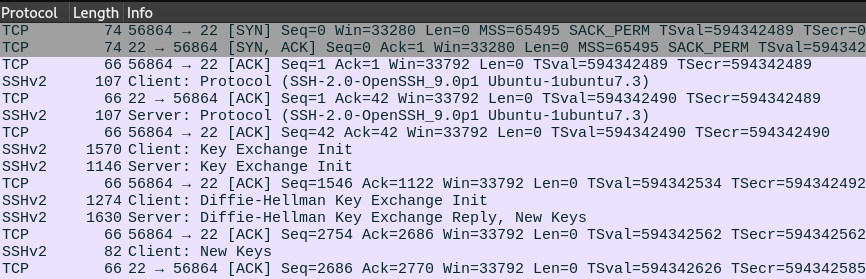 Protocol Length Info
TCP 74 56864 → 22 [SYN] Seq=0 Win=33280 Len=0 MSS=65495 SACK_PERM TSval=594342489 TSecr=0
TCP 74 22 → 56864 [SYN, ACK] Seq=0 Ack=1 Win=33280 Len=0 MSS=65495 SACK_PERM TSval=594342
TCP 66 56864 → 22 [ACK] Seq=1 Ack=1 Win=33792 Len=0 TSval=594342489 TSecr=594342489
SSHv2 107 Client: Protocol (SSH-2.0-OpenSSH_9.0p1 Ubuntu-1ubuntu7.3)
TCP 66 22 → 56864 [ACK] Seq=1 Ack=42 Win=33792 Len=0 TSval=594342490 TSecr=594342489
SSHv2 107 Server: Protocol (SSH-2.0-OpenSSH_9.0p1 Ubuntu-1ubuntu7.3)
TCP 66 56864 → 22 [ACK] Seq=42 Ack=42 Win=33792 Len=0 TSval=594342490 TSecr=594342490
SSHv2 1570 Client: Key Exchange Init
SSHv2 1146 Server: Key Exchange Init
TCP 66 56864 → 22 [ACK] Seq=1546 Ack=1122 Win=33792 Len=0 TSval=594342534 TSecr=594342492
SSHv2 1274 Client: Diffie-Hellman Key Exchange Init
SSHv2 1630 Server: Diffie-Hellman Key Exchange Reply, New Keys
TCP 66 56864 → 22 [ACK] Seq=2754 Ack=2686 Win=33792 Len=0 TSval=594342562 TSecr=594342562
SSHv2 82 Client: New Keys
TCP 66 22 → 56864 [ACK] Seq=2686 Ack=2770 Win=33792 Len=0 TSval=594342626 TSecr=594342585